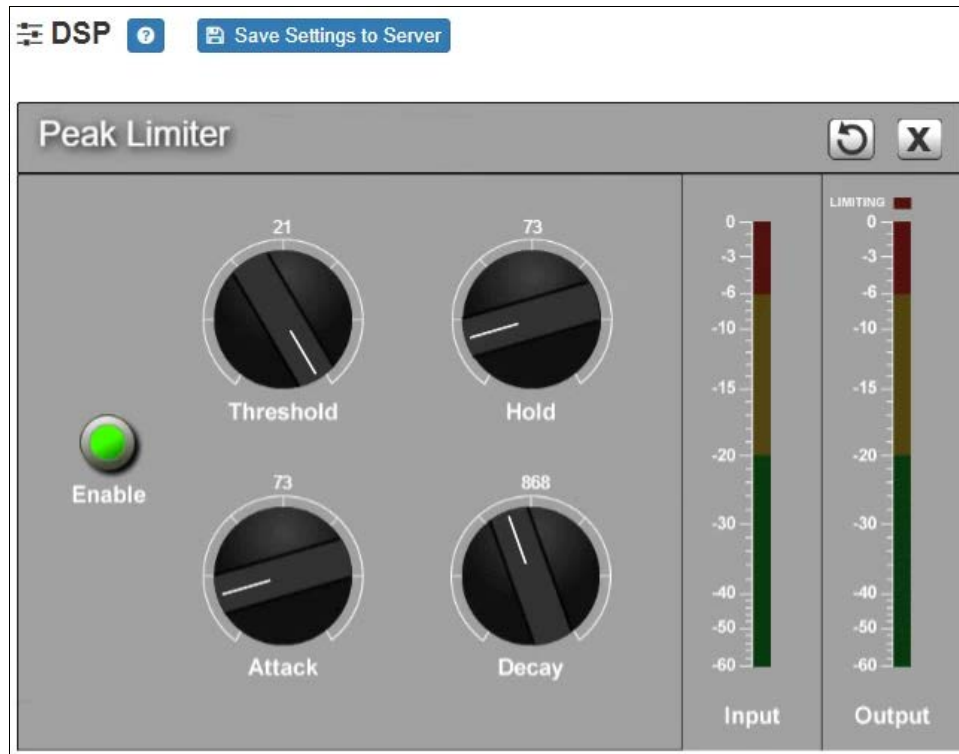 DSP ? Save Settings to Server
Peak Limiter X
21
Threshold
73
Hold
Enable
73
Attack
868
Decay
0
-3
-6
-10
-15
-20
-30
-40
-50
-60
Input
LIMITING
0
-3
-6
-10
-15
-20
-30
-40
-50
-60
Output